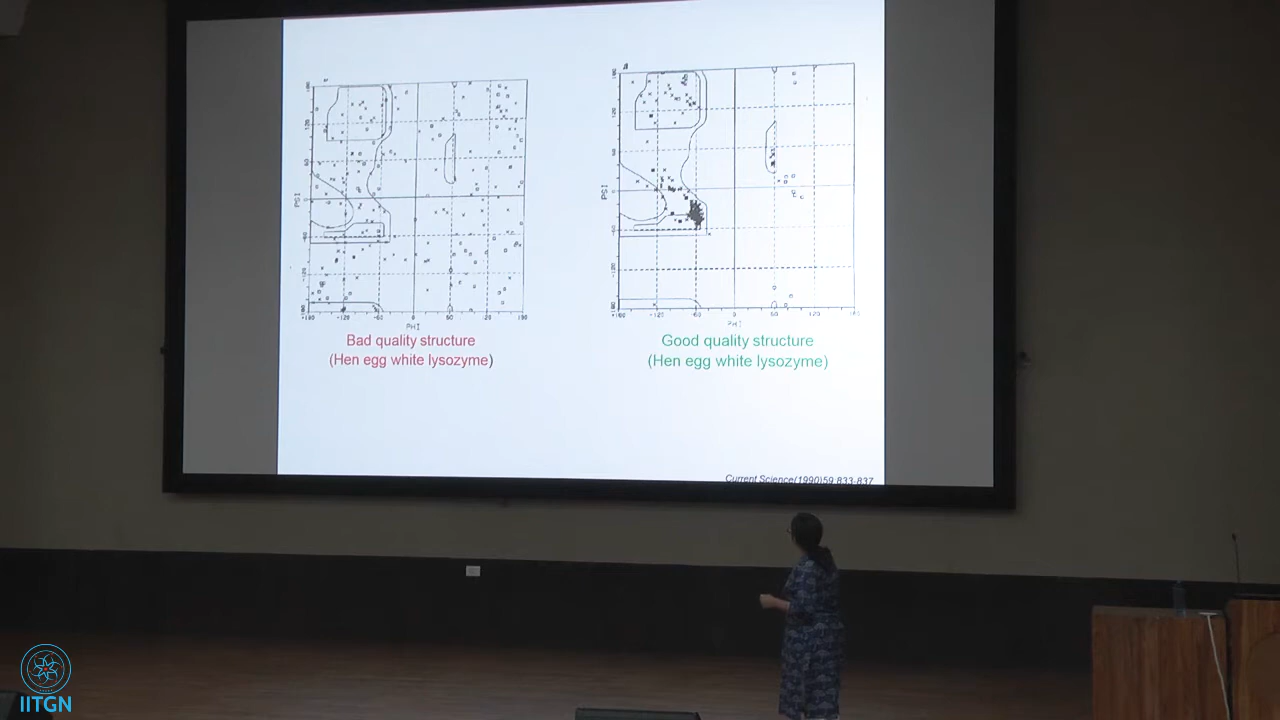 PSI
PHI
Bad quality structure
(Hen egg white lysozyme)
PSI
PHI
Good quality structure
(Hen egg white lysozyme)
Current Science(1990)59 833-837
IITGN